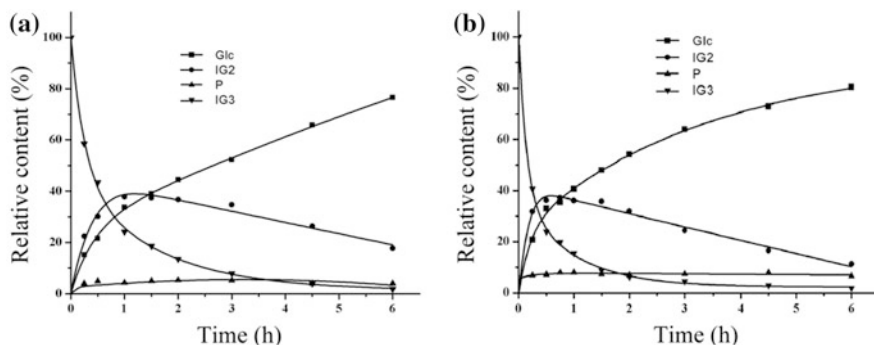 (a)
Relative content (%)
100
80
60
40
20
0
Glc
IG2
P
IG3
0 1 2 3 4 5 6
Time (h)
(b)
Relative content (%)
100
80
60
40
20
0
Glc
IG2
P
IG3
0 1 2 3 4 5 6
Time (h)